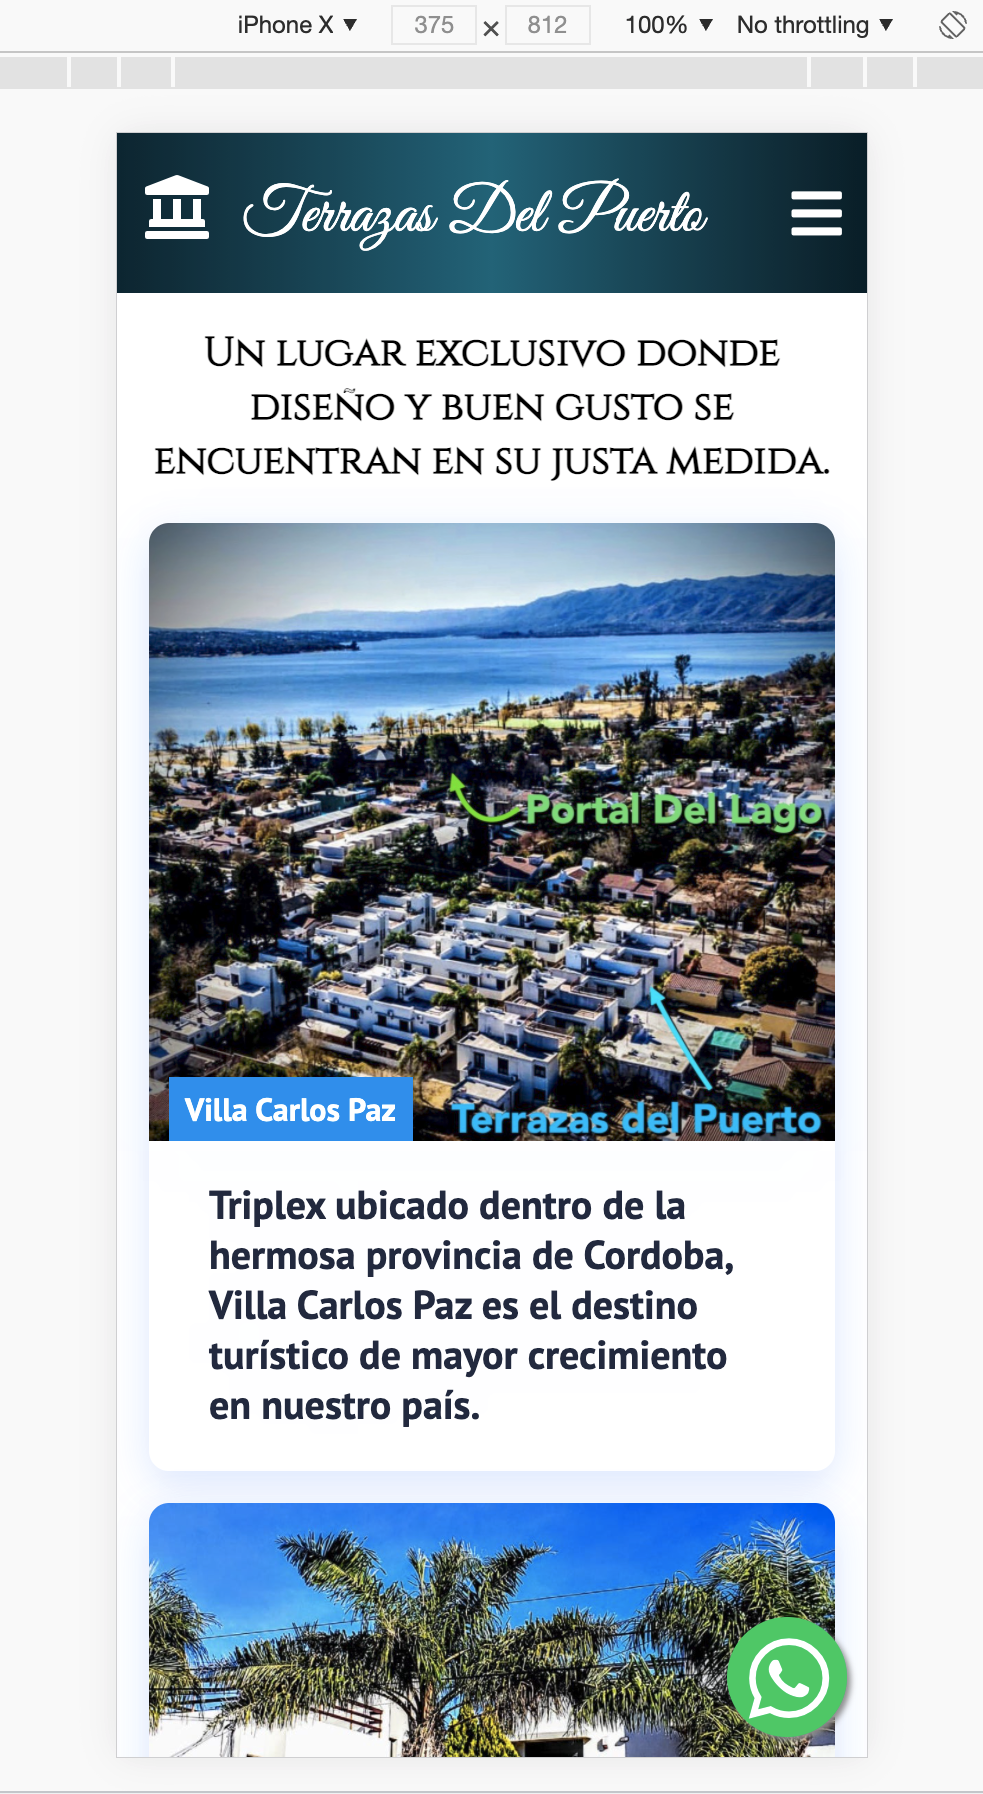 iPhone X ▼ 375 × 812 100% ▼ No throttling ▼
Terrazas Del Puerto
Un lugar exclusivo donde
diseño y buen gusto se
encuentran en su justa medida.
Portal Del Lago
Villa Carlos Paz
Terrazas del Puerto
Triplex ubicado dentro de la
hermosa provincia de Cordoba,
Villa Carlos Paz es el destino
turístico de mayor crecimiento
en nuestro país.